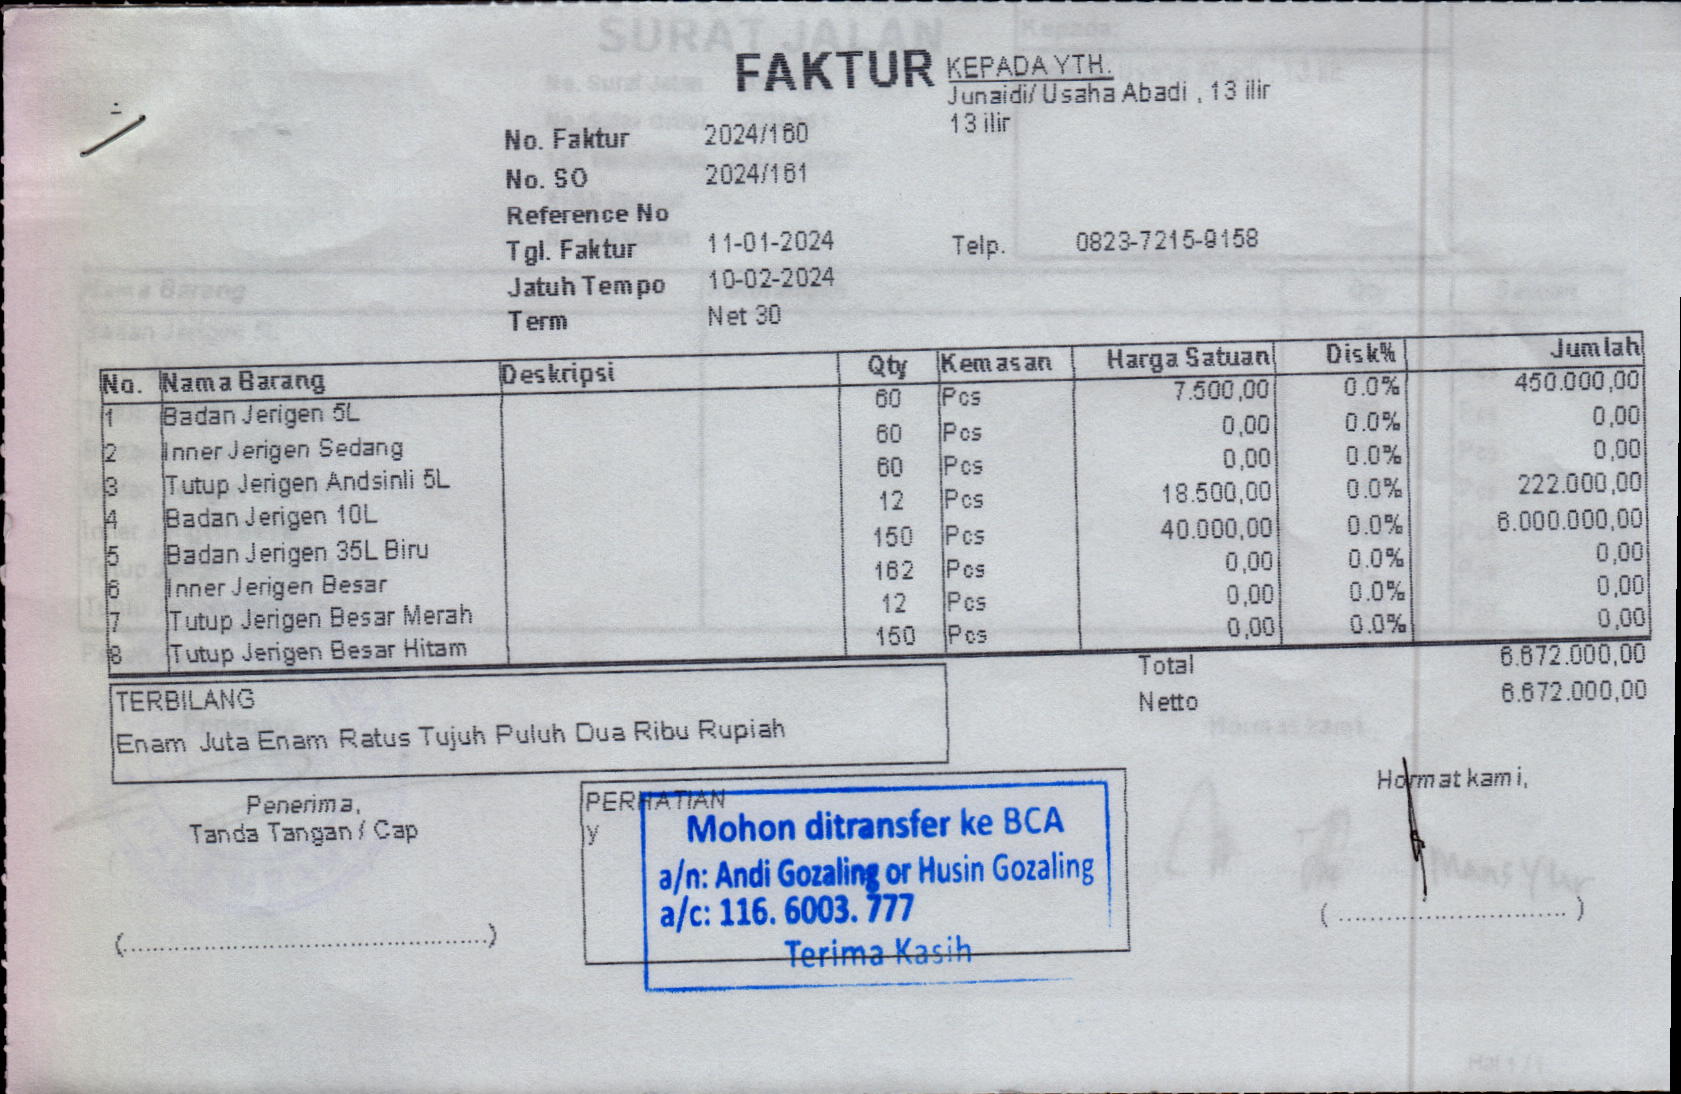 FAKTUR
KEPADA YTH.
Junaidi/ Usaha Abadi , 13 ilir
13 ilir
No. Faktur 2024/160
No. SO 2024/161
Reference No
Tgl. Faktur 11-01-2024 Telp. 0823-7215-9158
Jatuh Tempo 10-02-2024
Term Net 30
No. Nama Barang Deskripsi Qty Kemasan Harga Satuan Disk% Jumlah
1 Badan Jerigen 5L 60 Pcs 7.500,00 0.0% 450.000,00
2 Inner Jerigen Sedang 60 Pcs 0,00 0.0% 0,00
3 Tutup Jerigen Andsinli 5L 60 Pcs 0,00 0.0% 0,00
4 Badan Jerigen 10L 12 Pcs 18.500,00 0.0% 222.000,00
5 Badan Jerigen 35L Biru 150 Pcs 40.000,00 0.0% 6.000.000,00
6 Inner Jerigen Besar 162 Pcs 0,00 0.0% 0,00
7 Tutup Jerigen Besar Merah 12 Pcs 0,00 0.0% 0,00
8 Tutup Jerigen Besar Hitam 150 Pcs 0,00 0.0% 0,00
Total 6.672.000,00
Netto 6.672.000,00
TERBILANG
Enam Juta Enam Ratus Tujuh Puluh Dua Ribu Rupiah
Penerima,
Tanda Tangan / Cap
PERHATIAN
y
Mohon ditransfer ke BCA
a/n: Andi Gozaling or Husin Gozaling
a/c: 116. 6003. 777
Terima Kasih
Hormat kami,
SURAT JALAN
Kepada:
Nama Barang
Mansyur